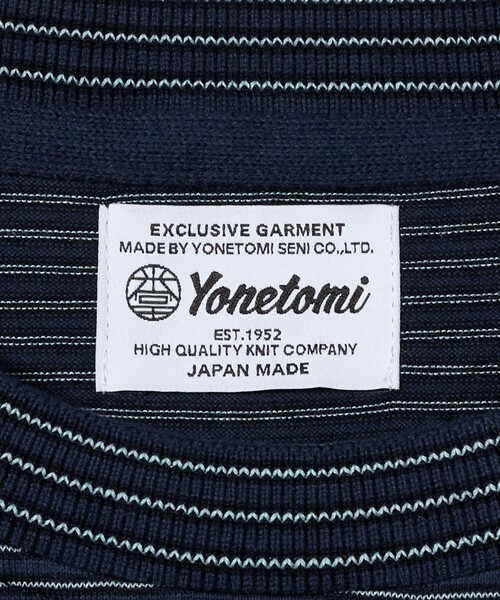 EXCLUSIVE GARMENT
MADE BY YONETOMI SENI CO.,LTD.
Yonetomi
EST.1952
HIGH QUALITY KNIT COMPANY
JAPAN MADE